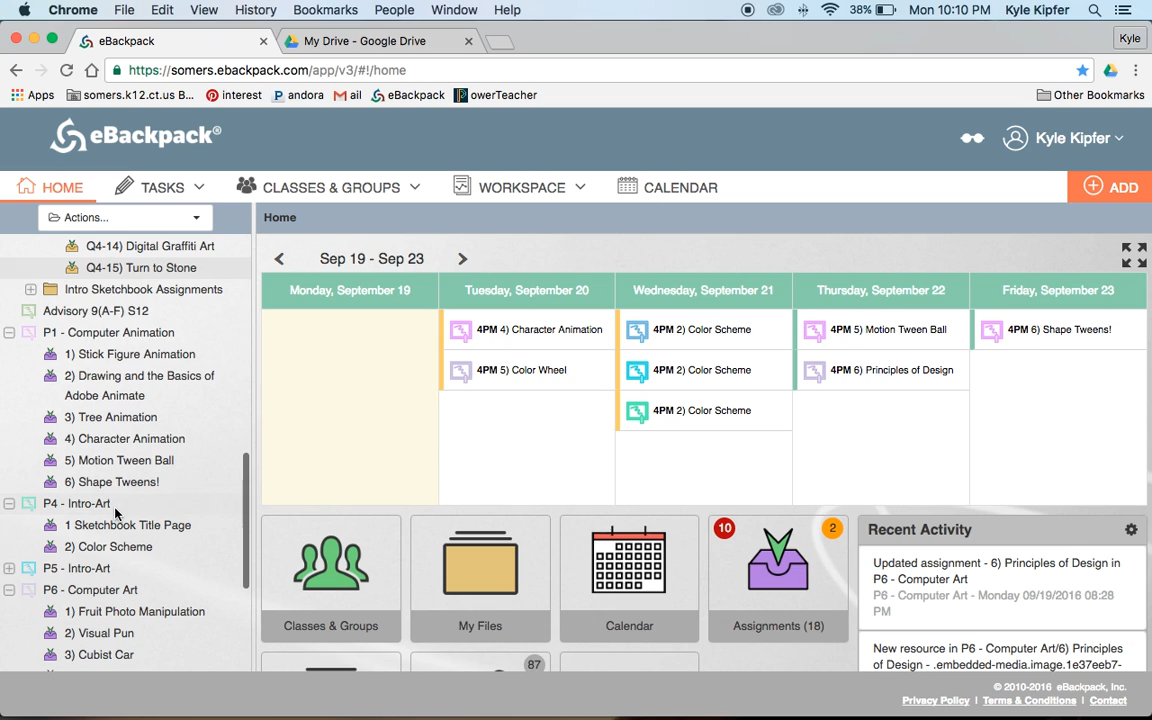 Chrome File Edit View History Bookmarks People Window Help 38% Mon 10:10 PM Kyle Kipfer
eBackpack My Drive - Google Drive Kyle
https://somers.ebackpack.com/app/v3/#!/home
Apps somers.k12.ct.us B... interest andora ail eBackpack owerTeacher Other Bookmarks
eBackpack® Kyle Kipfer
HOME TASKS CLASSES & GROUPS WORKSPACE CALENDAR ADD
Actions...
Home
Q4-14) Digital Graffiti Art
Q4-15) Turn to Stone
Intro Sketchbook Assignments
Advisory 9(A-F) S12
P1 - Computer Animation
1) Stick Figure Animation
2) Drawing and the Basics of
Adobe Animate
3) Tree Animation
4) Character Animation
5) Motion Tween Ball
6) Shape Tweens!
P4 - Intro-Art
1 Sketchbook Title Page
2) Color Scheme
P5 - Intro-Art
P6 - Computer Art
1) Fruit Photo Manipulation
2) Visual Pun
3) Cubist Car
Sep 19 - Sep 23
Monday, September 19 Tuesday, September 20 Wednesday, September 21 Thursday, September 22 Friday, September 23
4PM 4) Character Animation 4PM 2) Color Scheme 4PM 5) Motion Tween Ball 4PM 6) Shape Tweens!
4PM 5) Color Wheel 4PM 2) Color Scheme 4PM 6) Principles of Design
4PM 2) Color Scheme
10 2
Classes & Groups My Files Calendar Assignments (18)
87
Recent Activity
Updated assignment - 6) Principles of Design in
P6 - Computer Art
P6 - Computer Art - Monday 09/19/2016 08:28
PM
New resource in P6 - Computer Art/6) Principles
of Design - .embedded-media.image.1e37eeb7-
© 2010-2016 eBackpack, Inc.
Privacy Policy | Terms & Conditions | Contact